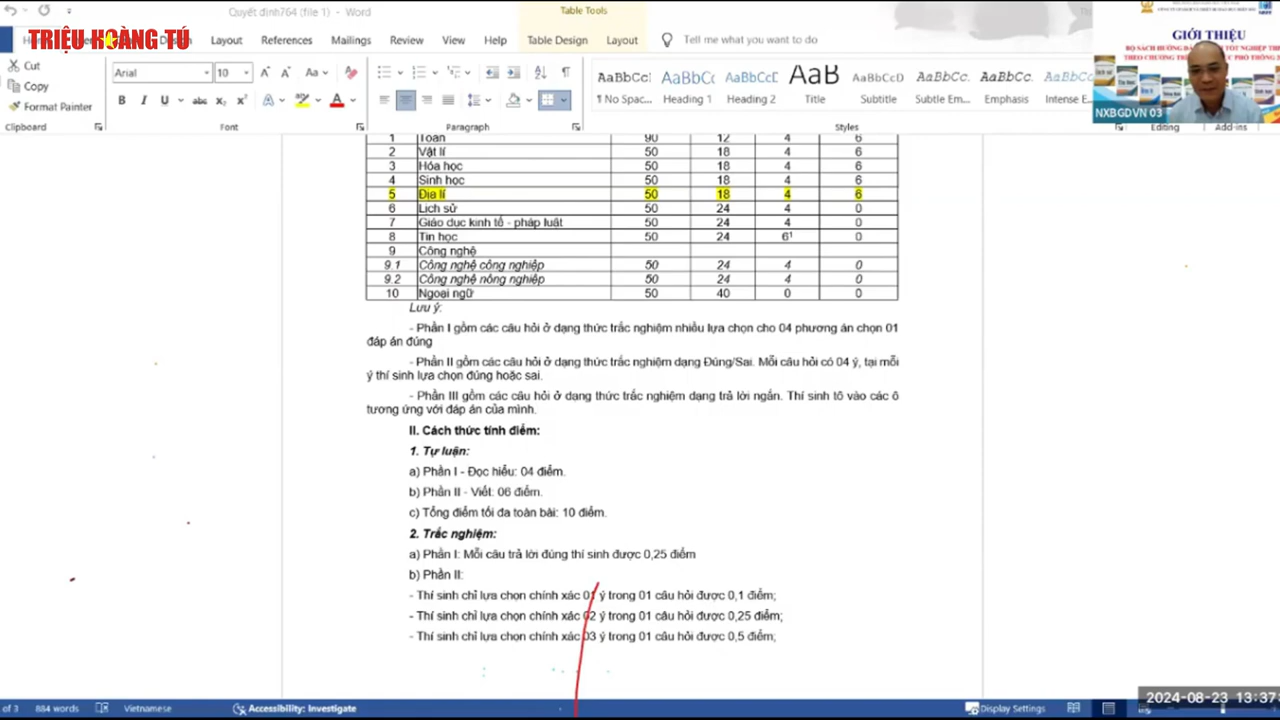 Quyết định764 (file 1) - Word
Table Tools
TRIỆU HOÀNG TÚ
Layout References Mailings Review View Help Table Design Layout Tell me what you want to do
Cut
Copy
Format Painter
Clipboard
Arial 10
Font
Paragraph
AaBbCc AaBbCc AaBbCcD AaB AaBbCcD AaBbCc. AaBbCc. AaBbCc
¶ No Spac... Heading 1 Heading 2 Title Subtitle Subtle Em... Emphasis Intense E
Styles
Editing
Add-ins
GIỚI THIỆU
NXBGDVN 03
1 Toán 90 12 4 6
2 Vật lí 50 18 4 6
3 Hóa học 50 18 4 6
4 Sinh học 50 18 4 6
5 Địa lí 50 18 4 6
6 Lịch sử 50 24 4 0
7 Giáo dục kinh tế - pháp luật 50 24 4 0
8 Tin học 50 24 6¹ 0
9 Công nghệ
9.1 Công nghệ công nghiệp 50 24 4 0
9.2 Công nghệ nông nghiệp 50 24 4 0
10 Ngoại ngữ 50 40 0 0
Lưu ý:
- Phần I gồm các câu hỏi ở dạng thức trắc nghiệm nhiều lựa chọn cho 04 phương án chọn 01
đáp án đúng
- Phần II gồm các câu hỏi ở dạng thức trắc nghiệm dạng Đúng/Sai. Mỗi câu hỏi có 04 ý, tại mỗi
ý thí sinh lựa chọn đúng hoặc sai.
- Phần III gồm các câu hỏi ở dạng thức trắc nghiệm dạng trả lời ngắn. Thí sinh tô vào các ô
tương ứng với đáp án của mình.
II. Cách thức tính điểm:
1. Tự luận:
a) Phần I - Đọc hiểu: 04 điểm.
b) Phần II - Viết: 06 điểm.
c) Tổng điểm tối đa toàn bài: 10 điểm.
2. Trắc nghiệm:
a) Phần I: Mỗi câu trả lời đúng thí sinh được 0,25 điểm
b) Phần II:
- Thí sinh chỉ lựa chọn chính xác 01 ý trong 01 câu hỏi được 0,1 điểm;
- Thí sinh chỉ lựa chọn chính xác 02 ý trong 01 câu hỏi được 0,25 điểm;
- Thí sinh chỉ lựa chọn chính xác 03 ý trong 01 câu hỏi được 0,5 điểm;
of 3 884 words Vietnamese Accessibility: Investigate Display Settings
2024-08-23 13:37